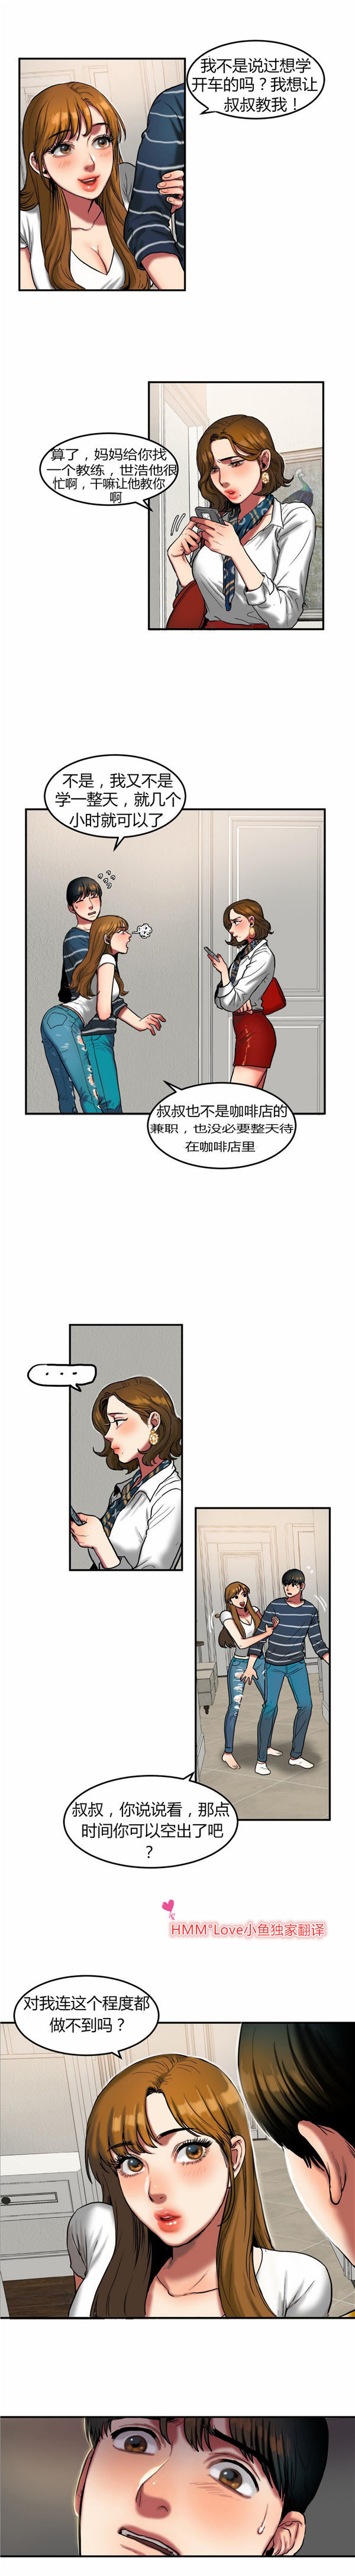 我不是说过想学
开车的吗？我想让
叔叔教我！
算了，妈妈给你找
一个教练，世浩他很
忙啊，干嘛让他教你
啊
不是，我又不是
学一整天，就几个
小时就可以了
叔叔也不是咖啡店的
兼职，也没必要整天待
在咖啡店里
...
叔叔，你说说看，那点
时间你可以空出了吧
？
HMM°Love小鱼独家翻译
对我连这个程度都
做不到吗？